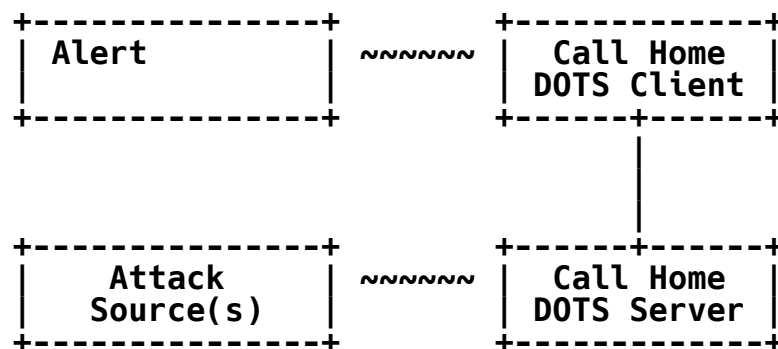 +---------------+       +-------------+
| Alert         | ~~~~~~ | Call Home   |
|               |        | DOTS Client |
+---------------+       +------+------+
                               |
                               |
                               |
+---------------+       +------+------+
|    Attack     | ~~~~~~ | Call Home   |
|   Source(s)   |        | DOTS Server |
+---------------+       +-------------+